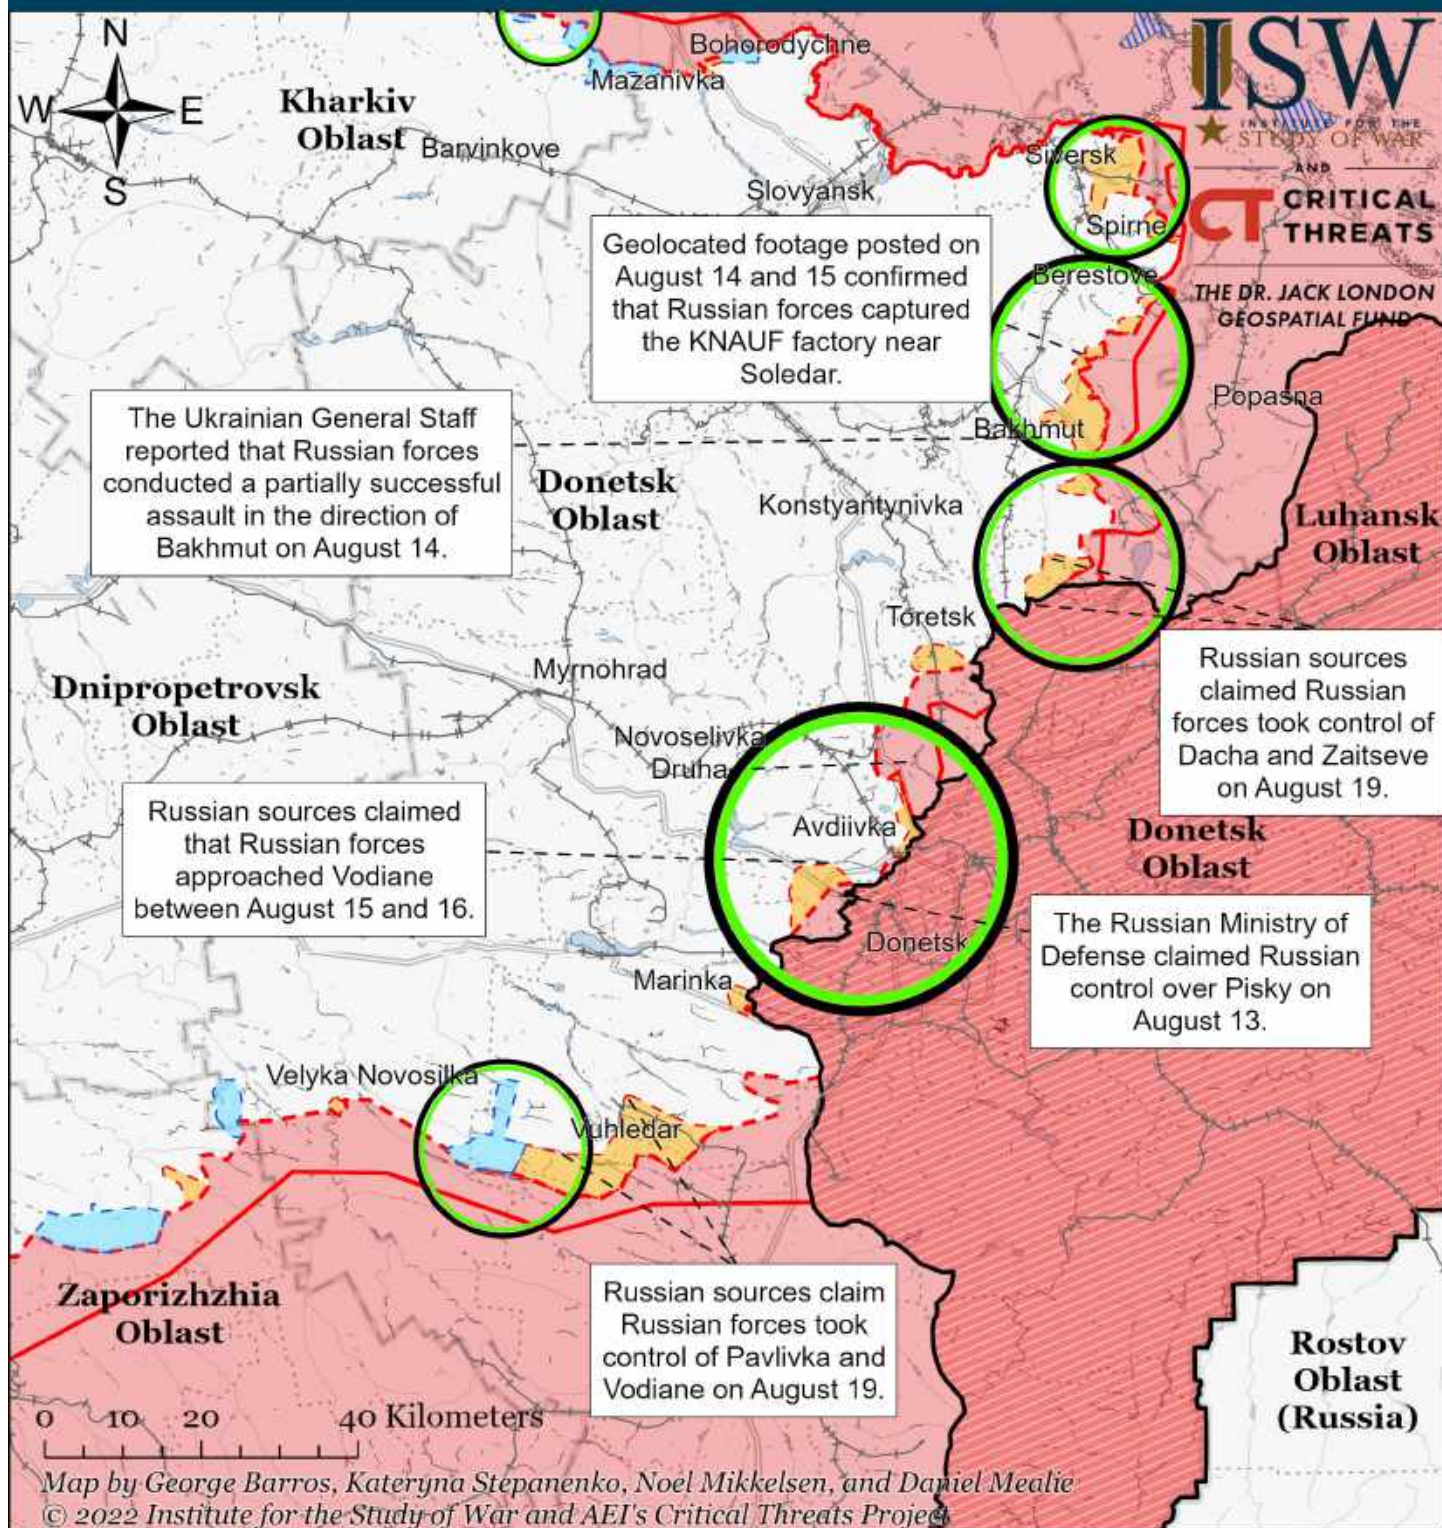 N
W
E
S
Kharkiv
Oblast
Barvinkove
Bohorodychne
Mazanivka
Slovyansk
Siversk
Spirne
Berestove
ISW
INSTITUTE FOR THE
STUDY OF WAR
AND
CT CRITICAL
THREATS
THE DR. JACK LONDON
GEOSPATIAL FUND
Geolocated footage posted on
August 14 and 15 confirmed
that Russian forces captured
the KNAUF factory near
Soledar.
Popasna
Bakhmut
The Ukrainian General Staff
reported that Russian forces
conducted a partially successful
assault in the direction of
Bakhmut on August 14.
Donetsk
Oblast
Konstyantynivka
Luhansk
Oblast
Toretsk
Myrnohrad
Dnipropetrovsk
Oblast
Novoselivka
Druha
Russian sources
claimed Russian
forces took control of
Dacha and Zaitseve
on August 19.
Russian sources claimed
that Russian forces
approached Vodiane
between August 15 and 16.
Avdiivka
Donetsk
Oblast
Donetsk
The Russian Ministry of
Defense claimed Russian
control over Pisky on
August 13.
Marinka
Velyka Novosilka
Vuhledar
Zaporizhzhia
Oblast
Russian sources claim
Russian forces took
control of Pavlivka and
Vodiane on August 19.
Rostov
Oblast
(Russia)
0 10 20 40 Kilometers
Map by George Barros, Kateryna Stepanenko, Noel Mikkelsen, and Daniel Mealie
© 2022 Institute for the Study of War and AEI's Critical Threats Project